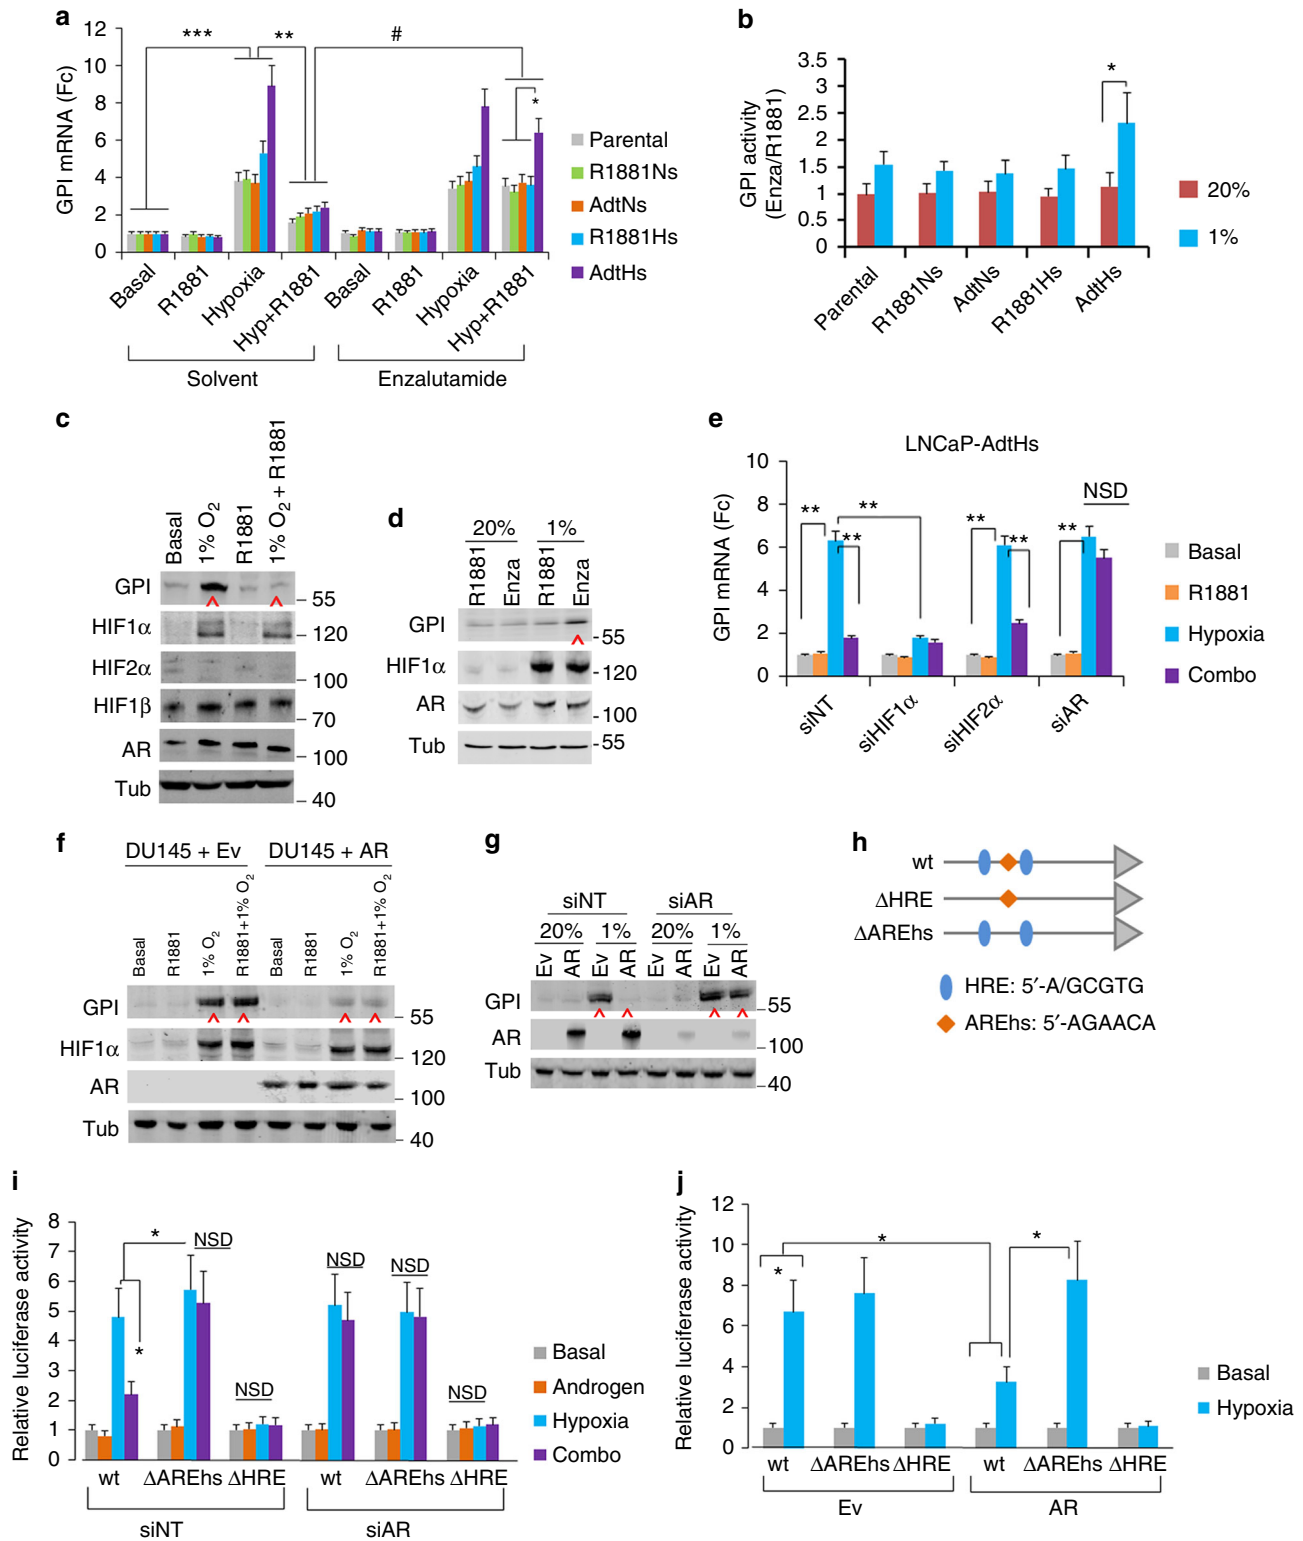 a
GPI mRNA (Fc)
12
10
8
6
4
2
0
***
**
#
*
Basal
R1881
Hypoxia
Hyp+R1881
Basal
R1881
Hypoxia
Hyp+R1881
Solvent
Enzalutamide
Parental
R1881Ns
AdtNs
R1881Hs
AdtHs
b
GPI activity
(Enza/R1881)
3.5
3
2.5
2
1.5
1
0.5
0
*
Parental
R1881Ns
AdtNs
R1881Hs
AdtHs
20%
1%
c
Basal
1% O2
R1881
1% O2 + R1881
GPI
55
HIF1α
120
HIF2α
100
HIF1β
70
AR
100
Tub
40
d
20%
1%
R1881
Enza
R1881
Enza
GPI
55
HIF1α
120
AR
100
Tub
55
e
LNCaP-AdtHs
GPI mRNA (Fc)
10
8
6
4
2
0
**
**
**
**
**
**
NSD
siNT
siHIF1α
siHIF2α
siAR
Basal
R1881
Hypoxia
Combo
f
DU145 + Ev
DU145 + AR
Basal
R1881
1% O2
R1881+1% O2
Basal
R1881
1% O2
R1881+1% O2
GPI
55
HIF1α
120
AR
100
Tub
40
g
siNT
siAR
20%
1%
20%
1%
Ev
AR
Ev
AR
Ev
AR
Ev
AR
GPI
55
AR
100
Tub
40
h
wt
ΔHRE
ΔAREhs
HRE: 5′-A/GCGTG
AREhs: 5′-AGAACA
i
Relative luciferase activity
8
7
6
5
4
3
2
1
0
*
*
NSD
NSD
NSD
NSD
NSD
wt
ΔAREhs
ΔHRE
wt
ΔAREhs
ΔHRE
siNT
siAR
Basal
Androgen
Hypoxia
Combo
j
Relative luciferase activity
12
10
8
6
4
2
0
*
*
*
wt
ΔAREhs
ΔHRE
wt
ΔAREhs
ΔHRE
Ev
AR
Basal
Hypoxia